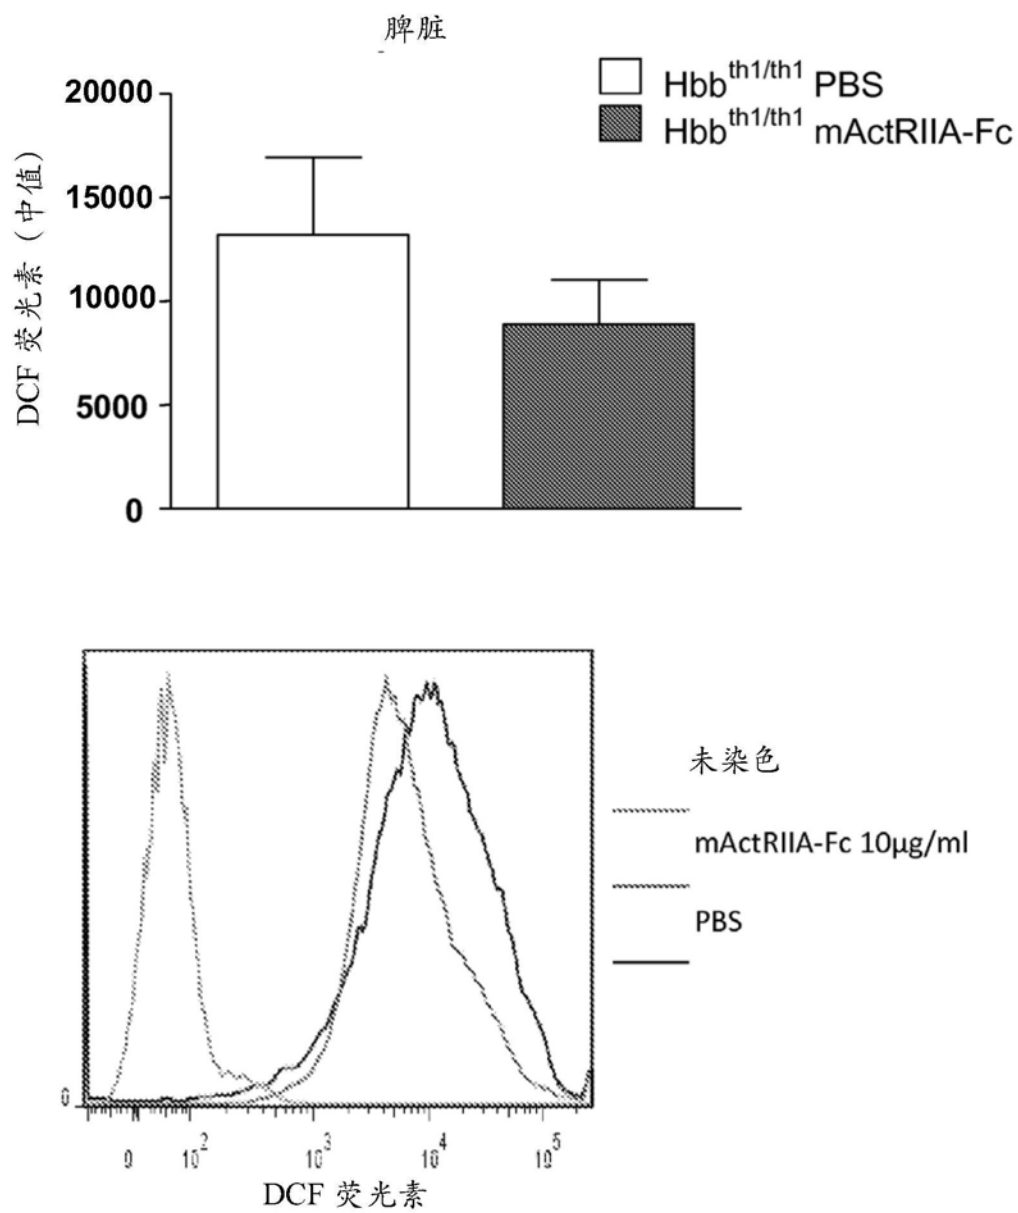 脾脏
Hbb^th1/th1 PBS
Hbb^th1/th1 mActRIIA-Fc
DCF 荧光素（中值）
20000
15000
10000
5000
0
未染色
mActRIIA-Fc 10μg/ml
PBS
0
0 10^2 10^3 10^4 10^5
DCF 荧光素